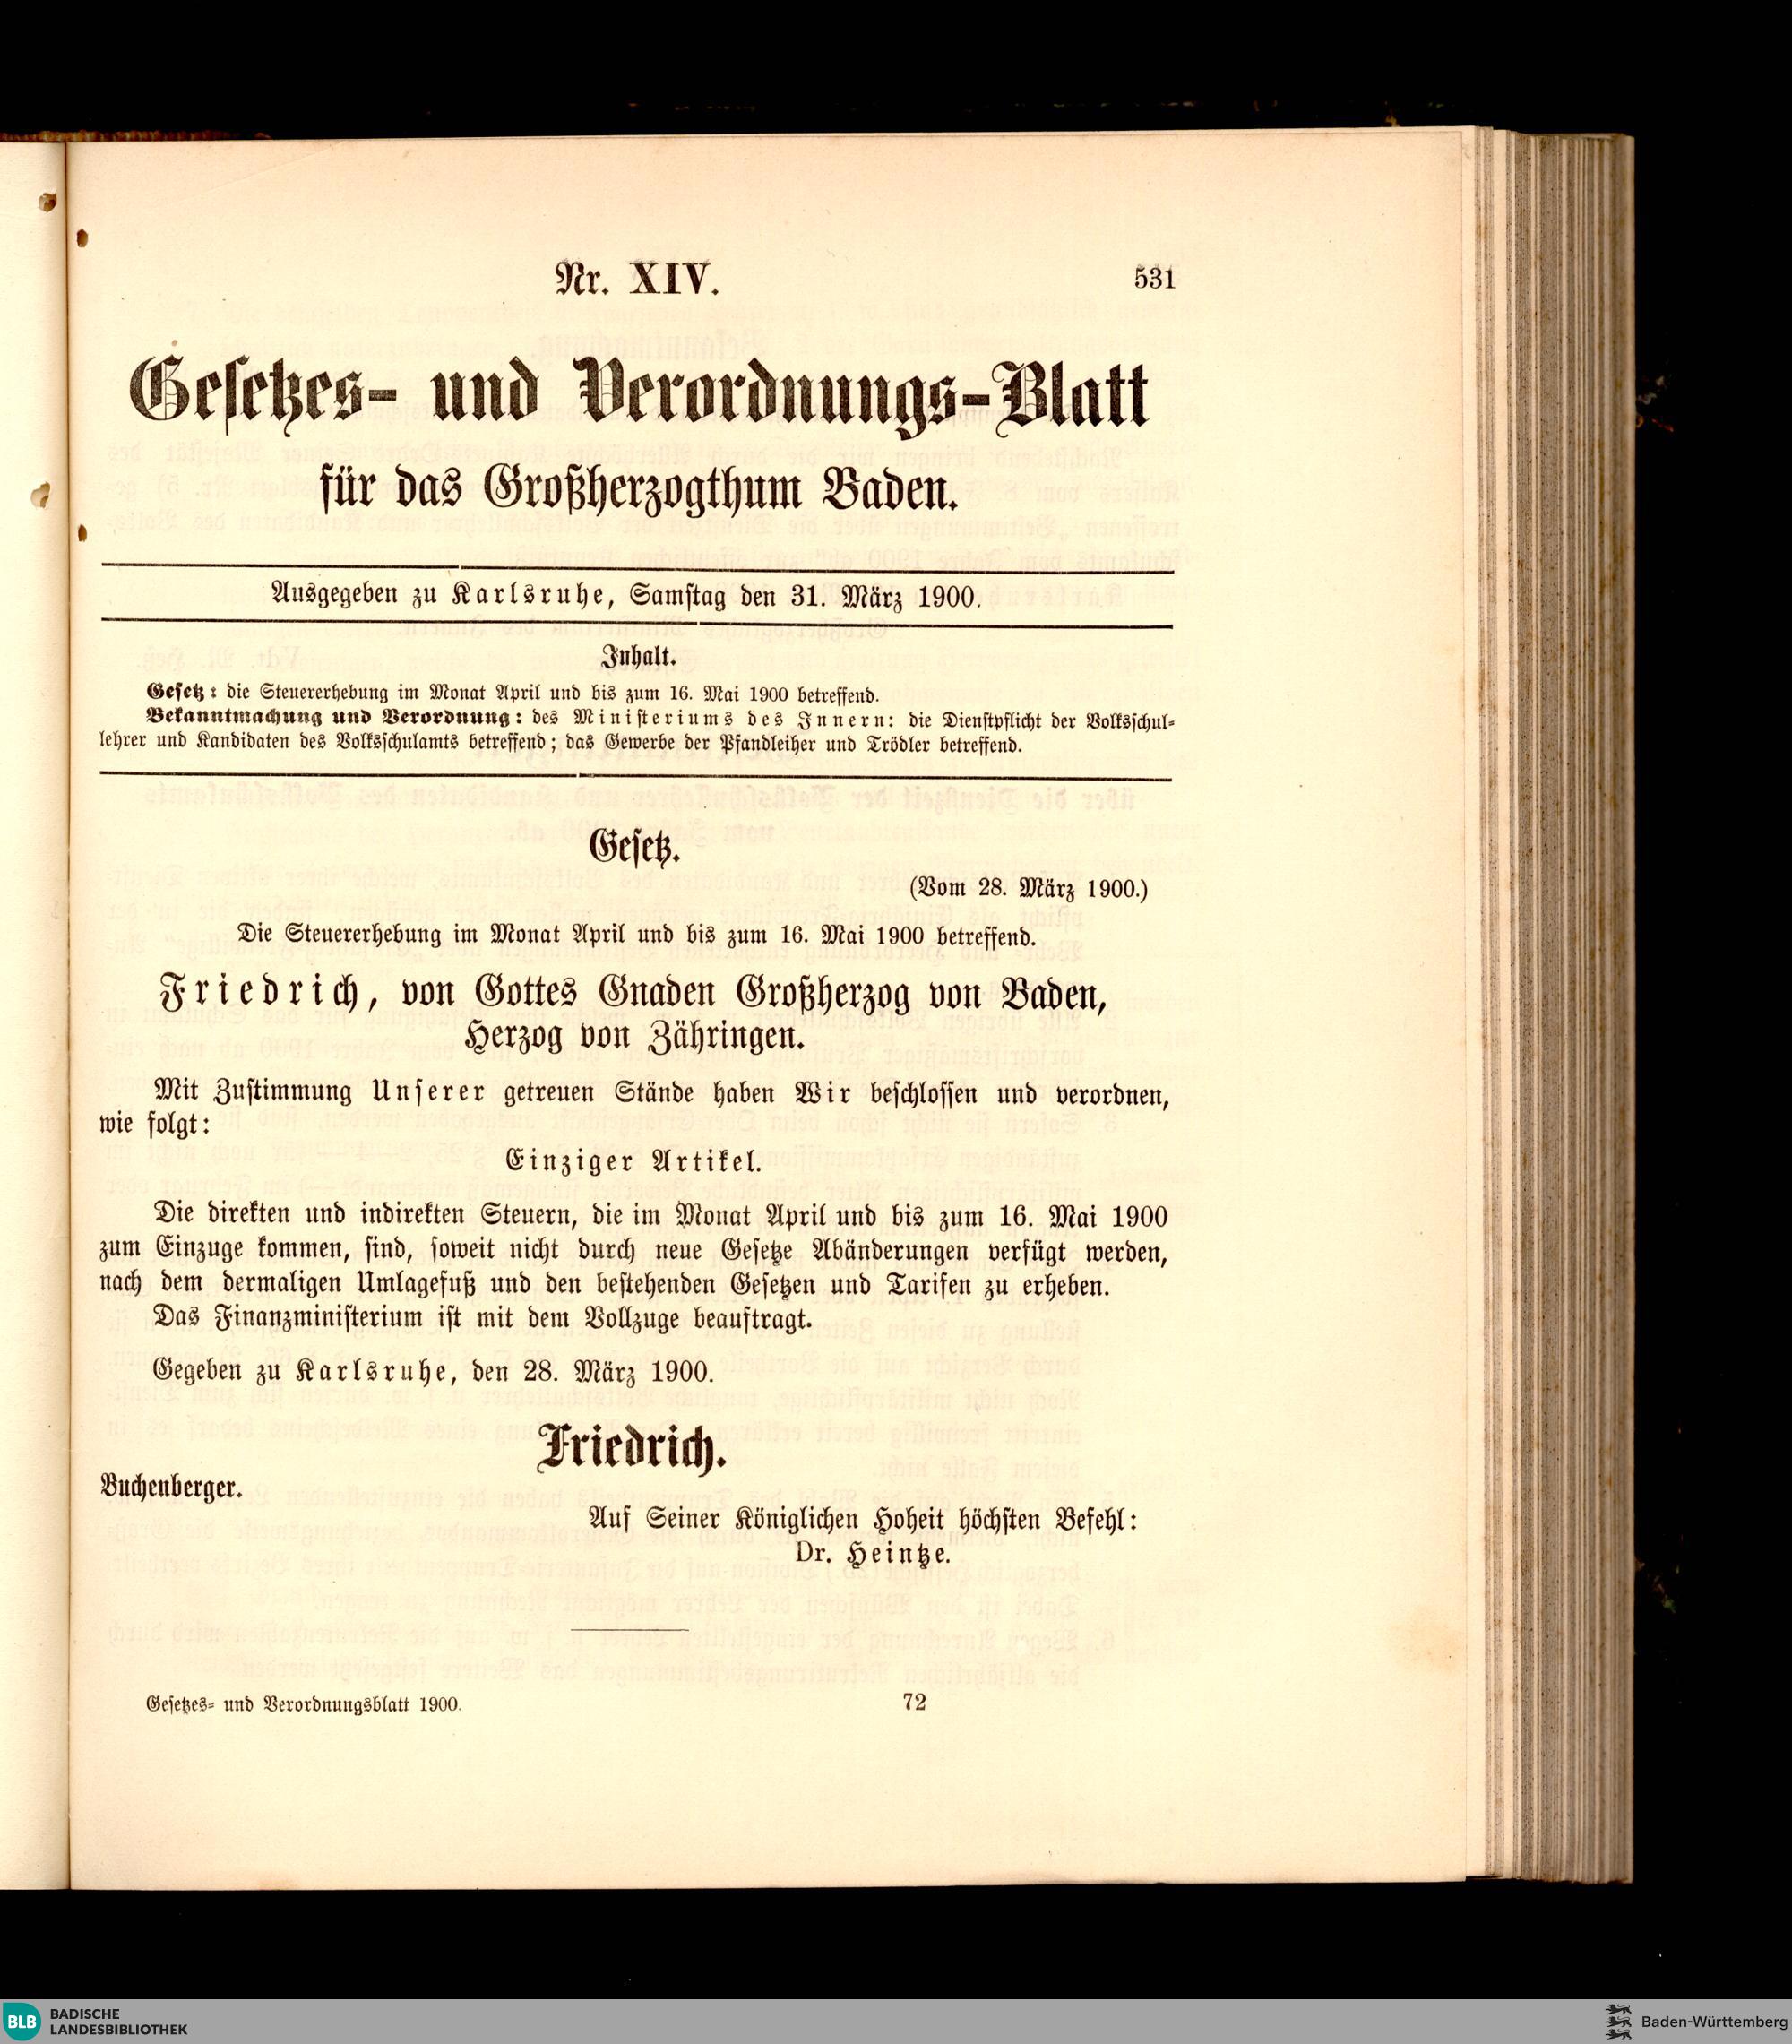 Nr. XIV.
531
Gesetzes- und Verordnungs-Blatt
für das Großherzogthum Baden.
Ausgegeben zu Karlsruhe, Samstag den 31. März 1900.
Inhalt.
Gesetz: die Steuererhebung im Monat April und bis zum 16. Mai 1900 betreffend.
Bekanntmachung und Verordnung: des Ministeriums des Innern: die Dienstpflicht der Volksschul-
lehrer und Kandidaten des Volksschulamts betreffend; das Gewerbe der Pfandleiher und Trödler betreffend.
Gesetz.
(Vom 28. März 1900.)
Die Steuererhebung im Monat April und bis zum 16. Mai 1900 betreffend.
Friedrich, von Gottes Gnaden Großherzog von Baden,
Herzog von Zähringen.
Mit Zustimmung Unserer getreuen Stände haben Wir beschlossen und verordnen,
wie folgt:
Einziger Artikel.
Die direkten und indirekten Steuern, die im Monat April und bis zum 16. Mai 1900
zum Einzuge kommen, sind, soweit nicht durch neue Gesetze Abänderungen verfügt werden,
nach dem dermaligen Umlagefuß und den bestehenden Gesetzen und Tarifen zu erheben.
Das Finanzministerium ist mit dem Vollzuge beauftragt.
Gegeben zu Karlsruhe, den 28. März 1900.
Friedrich.
Buchenberger.
Auf Seiner Königlichen Hoheit höchsten Befehl:
Dr. Heintze.
Gesetzes- und Verordnungsblatt 1900.
72
BLB BADISCHE
LANDESBIBLIOTHEK
Baden-Württemberg